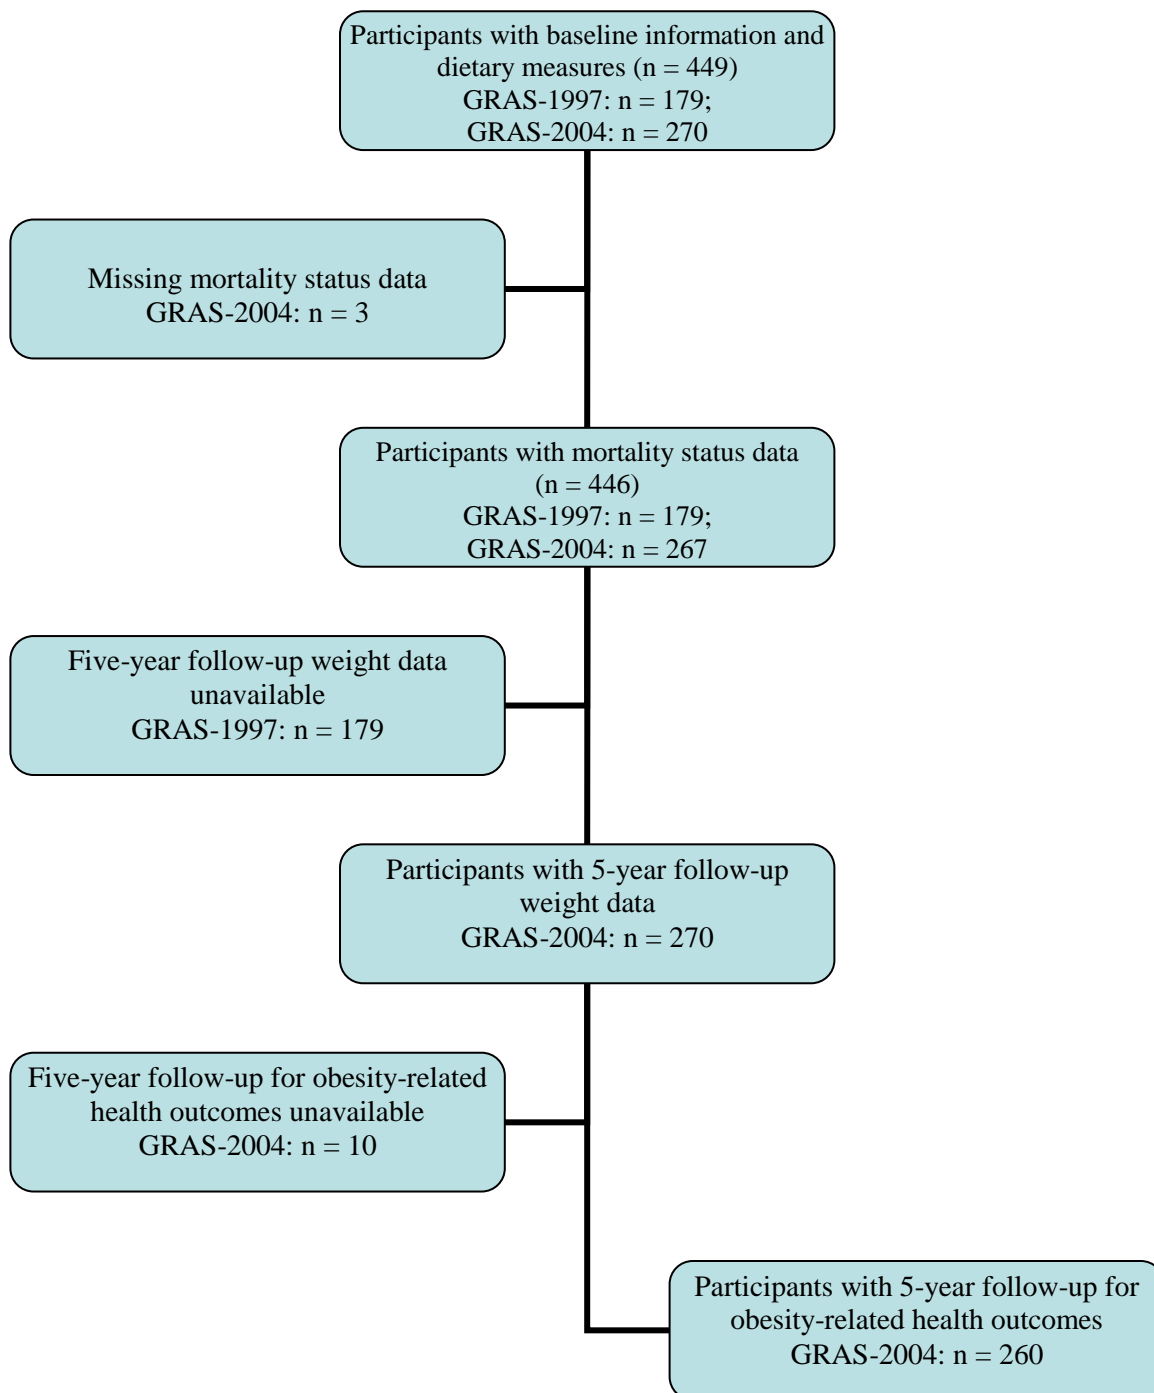 Participants with baseline information and
dietary measures (n = 449)
GRAS-1997: n = 179;
GRAS-2004: n = 270
Missing mortality status data
GRAS-2004: n = 3
Participants with mortality status data
(n = 446)
GRAS-1997: n = 179;
GRAS-2004: n = 267
Five-year follow-up weight data
unavailable
GRAS-1997: n = 179
Participants with 5-year follow-up
weight data
GRAS-2004: n = 270
Five-year follow-up for obesity-related
health outcomes unavailable
GRAS-2004: n = 10
Participants with 5-year follow-up for
obesity-related health outcomes
GRAS-2004: n = 260